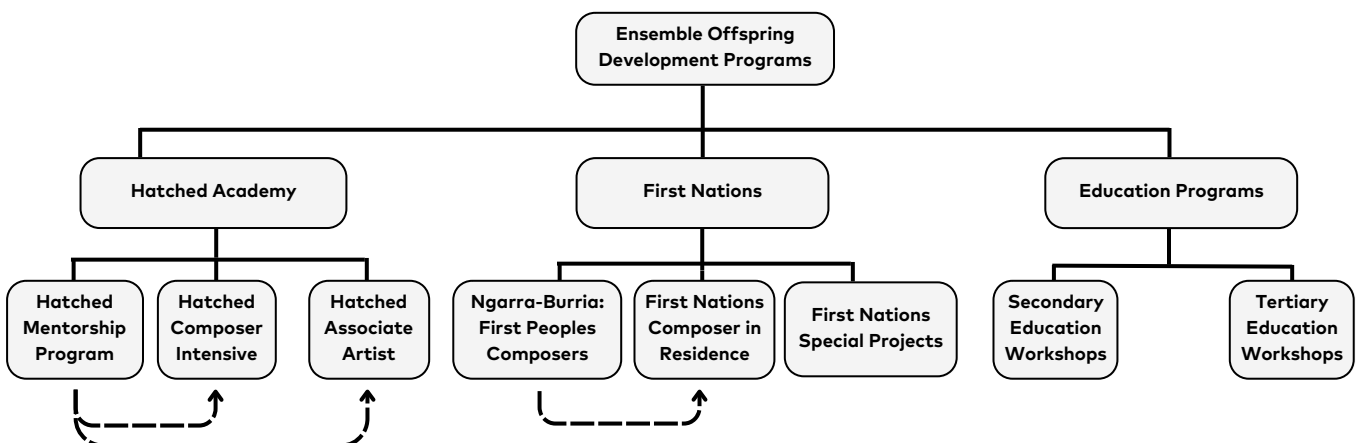 Ensemble Offspring
Development Programs
Hatched Academy
First Nations
Education Programs
Hatched
Mentorship
Program
Hatched
Composer
Intensive
Hatched
Associate
Artist
Ngarra-Burria:
First Peoples
Composers
First Nations
Composer in
Residence
First Nations
Special Projects
Secondary
Education
Workshops
Tertiary
Education
Workshops